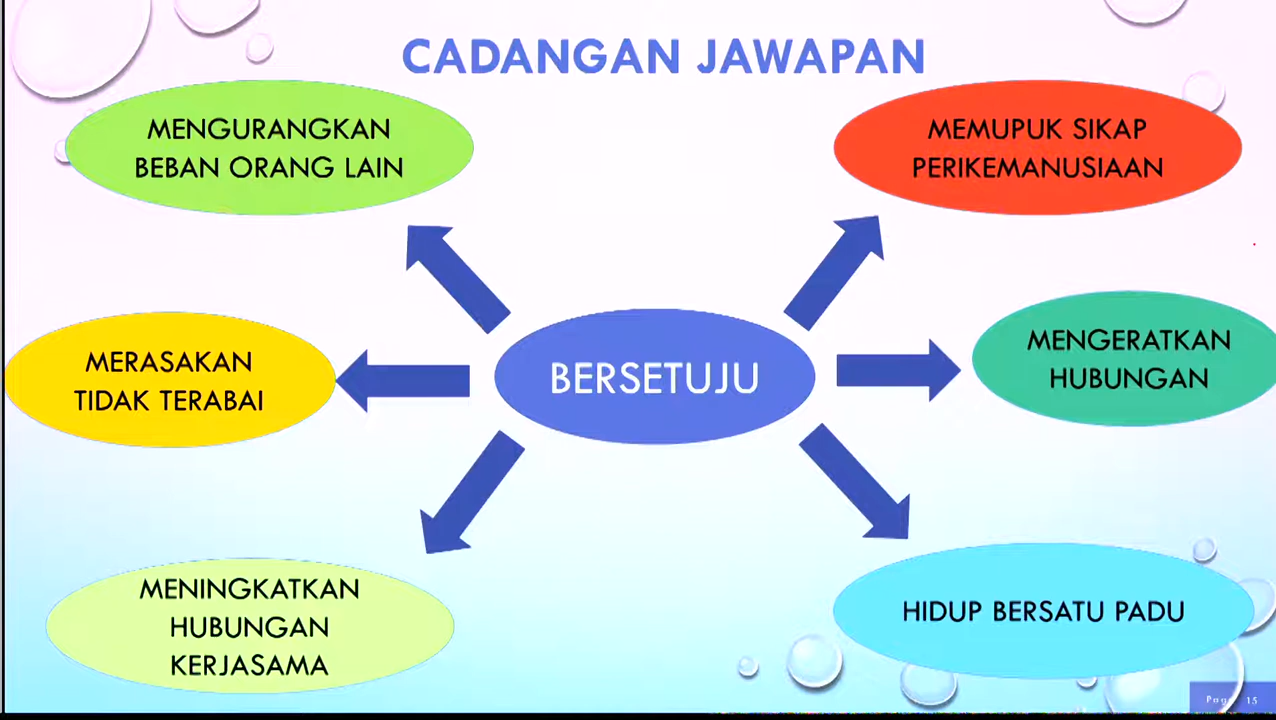 CADANGAN JAWAPAN
MENGURANGKAN
BEBAN ORANG LAIN
MEMUPUK SIKAP
PERIKEMANUSIAAN
MERASAKAN
TIDAK TERABAI
BERSETUJU
MENGERATKAN
HUBUNGAN
MENINGKATKAN
HUBUNGAN
KERJASAMA
HIDUP BERSATU PADU
15